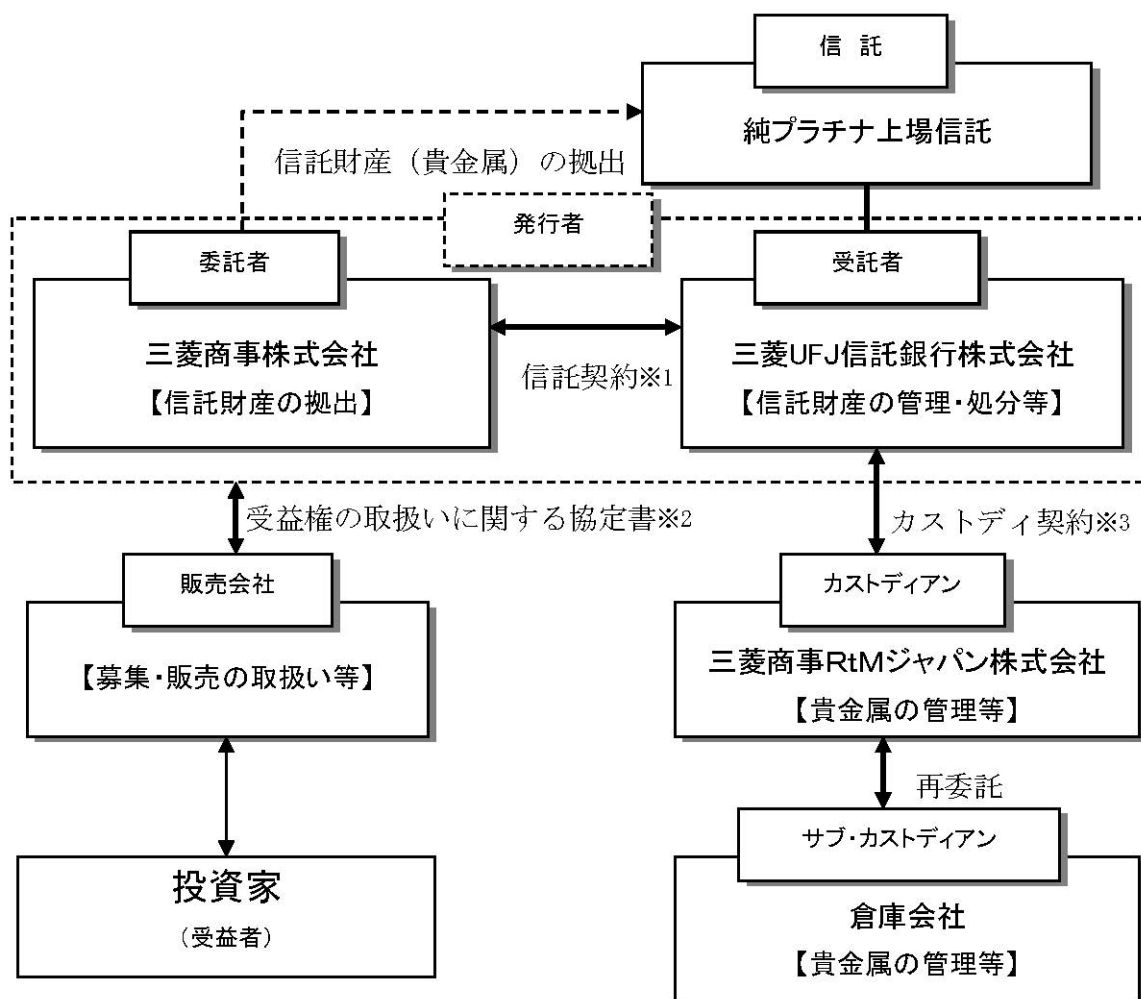 信 託
純プラチナ上場信託
信託財産（貴金属）の拠出
発行者
委託者
三菱商事株式会社
【信託財産の拠出】
信託契約※1
受託者
三菱UFJ信託銀行株式会社
【信託財産の管理・処分等】
受益権の取扱いに関する協定書※2
カストディ契約※3
販売会社
【募集・販売の取扱い等】
カストディアン
三菱商事RtMジャパン株式会社
【貴金属の管理等】
再委託
投資家
（受益者）
サブ・カストディアン
倉庫会社
【貴金属の管理等】